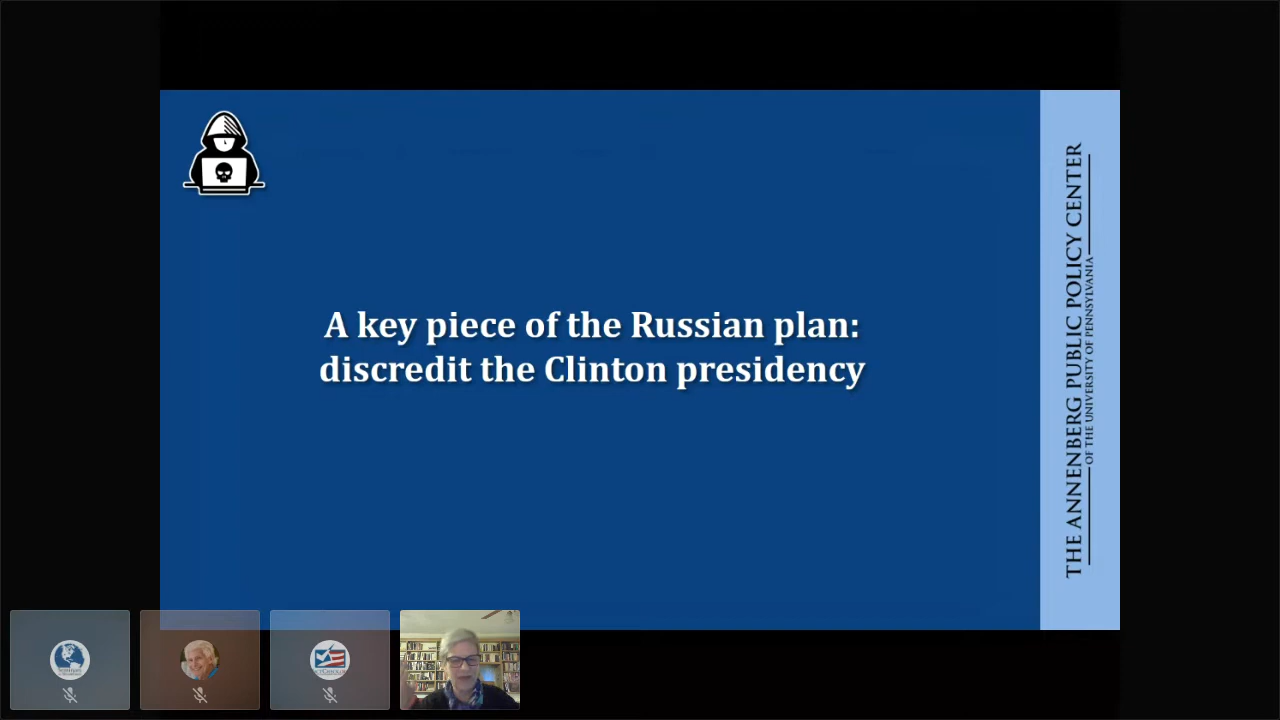 A key piece of the Russian plan:
discredit the Clinton presidency
THE ANNENBERG PUBLIC POLICY CENTER
OF THE UNIVERSITY OF PENNSYLVANIA